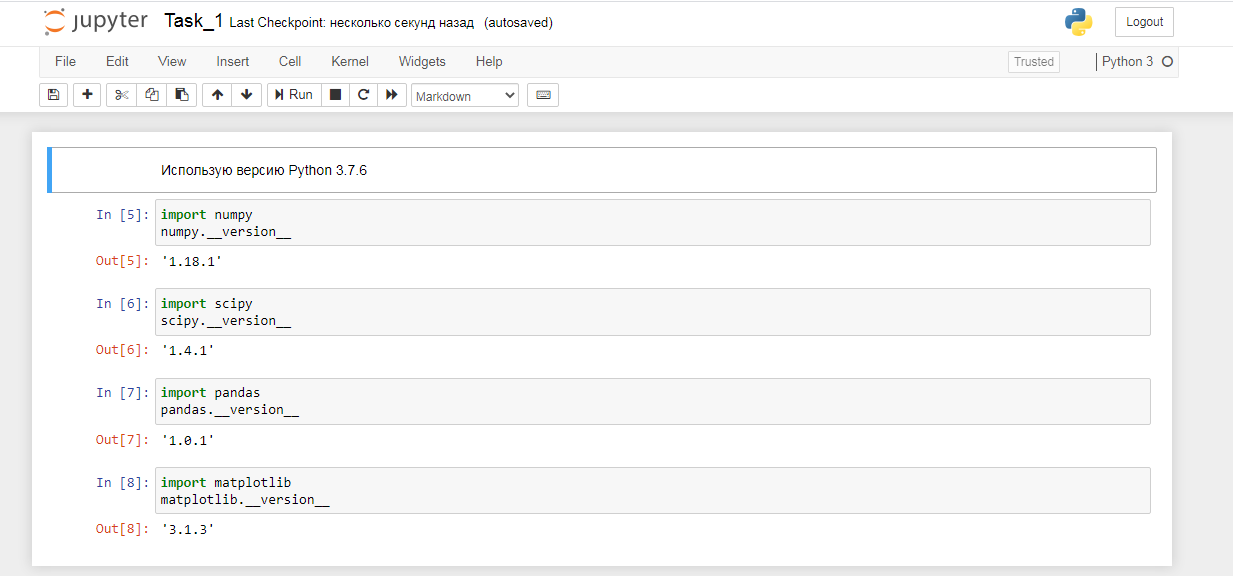 jupyter Task_1 Last Checkpoint: несколько секунд назад (autosaved) Logout
File Edit View Insert Cell Kernel Widgets Help Trusted Python 3
Run Markdown
Использую версию Python 3.7.6
In [5]: import numpy
numpy.__version__
Out[5]: '1.18.1'
In [6]: import scipy
scipy.__version__
Out[6]: '1.4.1'
In [7]: import pandas
pandas.__version__
Out[7]: '1.0.1'
In [8]: import matplotlib
matplotlib.__version__
Out[8]: '3.1.3'